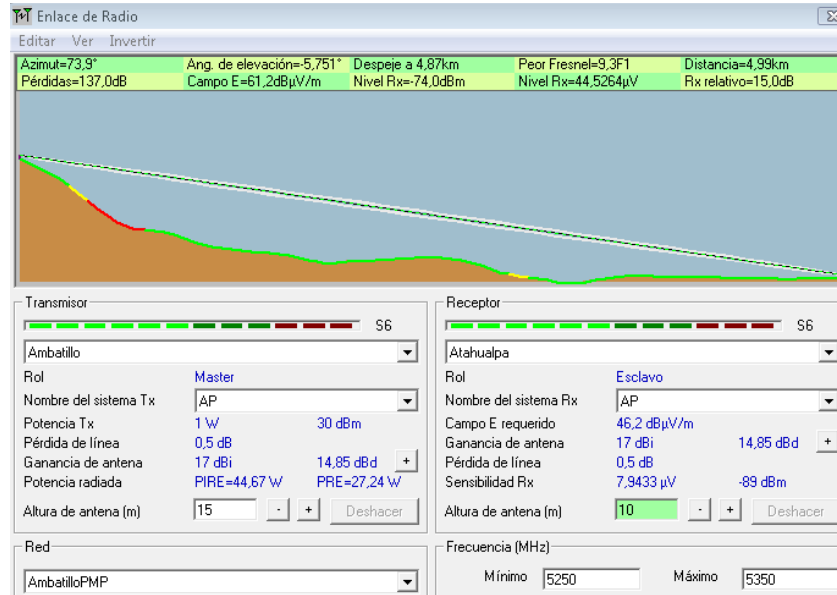 Enlace de Radio
Editar Ver Invertir
Azimut=73,9° Ang. de elevación=-5,751° Despeje a 4,87km Peor Fresnel=9,3F1 Distancia=4,99km
Pérdidas=137,0dB Campo E=61,2dBµV/m Nivel Rx=-74,0dBm Nivel Rx=44,5264µV Rx relativo=15,0dB
Transmisor Receptor
S6 S6
Ambatillo Atahualpa
Rol Master Rol Esclavo
Nombre del sistema Tx AP Nombre del sistema Rx AP
Potencia Tx 1 W 30 dBm Campo E requerido 46,2 dBµV/m
Pérdida de línea 0,5 dB Ganancia de antena 17 dBi 14,85 dBd +
Ganancia de antena 17 dBi 14,85 dBd + Pérdida de línea 0,5 dB
Potencia radiada PIRE=44,67 W PRE=27,24 W Sensibilidad Rx 7,9433 µV -89 dBm
Altura de antena (m) 15 - + Deshacer Altura de antena (m) 10 - + Deshacer
Red Frecuencia (MHz)
AmbatilloPMP Mínimo 5250 Máximo 5350